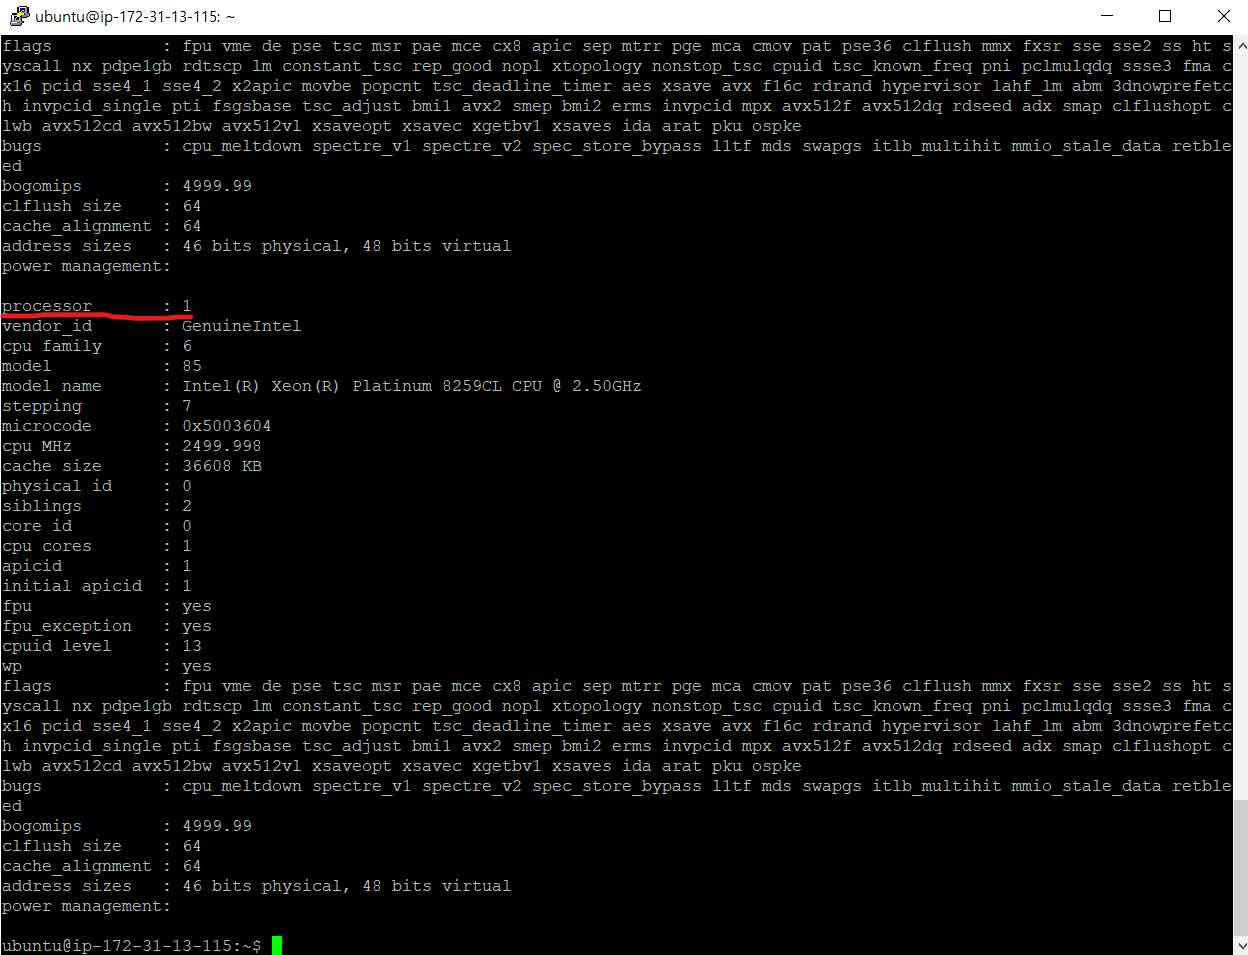 ubuntu@ip-172-31-13-115: ~
flags : fpu vme de pse tsc msr pae mce cx8 apic sep mtrr pge mca cmov pat pse36 clflush mmx fxsr sse sse2 ss ht s
yscall nx pdpe1gb rdtscp lm constant_tsc rep_good nopl xtopology nonstop_tsc cpuid tsc_known_freq pni pclmulqdq ssse3 fma c
x16 pcid sse4_1 sse4_2 x2apic movbe popcnt tsc_deadline_timer aes xsave avx f16c rdrand hypervisor lahf_lm abm 3dnowprefetc
h invpcid_single pti fsgsbase tsc_adjust bmi1 avx2 smep bmi2 erms invpcid mpx avx512f avx512dq rdseed adx smap clflushopt c
lwb avx512cd avx512bw avx512vl xsaveopt xsavec xgetbv1 xsaves ida arat pku ospke
bugs : cpu_meltdown spectre_v1 spectre_v2 spec_store_bypass l1tf mds swapgs itlb_multihit mmio_stale_data retble
ed
bogomips : 4999.99
clflush size : 64
cache_alignment : 64
address sizes : 46 bits physical, 48 bits virtual
power management:
processor : 1
vendor_id : GenuineIntel
cpu family : 6
model : 85
model name : Intel(R) Xeon(R) Platinum 8259CL CPU @ 2.50GHz
stepping : 7
microcode : 0x5003604
cpu MHz : 2499.998
cache size : 36608 KB
physical id : 0
siblings : 2
core id : 0
cpu cores : 1
apicid : 1
initial apicid : 1
fpu : yes
fpu_exception : yes
cpuid level : 13
wp : yes
flags : fpu vme de pse tsc msr pae mce cx8 apic sep mtrr pge mca cmov pat pse36 clflush mmx fxsr sse sse2 ss ht s
yscall nx pdpe1gb rdtscp lm constant_tsc rep_good nopl xtopology nonstop_tsc cpuid tsc_known_freq pni pclmulqdq ssse3 fma c
x16 pcid sse4_1 sse4_2 x2apic movbe popcnt tsc_deadline_timer aes xsave avx f16c rdrand hypervisor lahf_lm abm 3dnowprefetc
h invpcid_single pti fsgsbase tsc_adjust bmi1 avx2 smep bmi2 erms invpcid mpx avx512f avx512dq rdseed adx smap clflushopt c
lwb avx512cd avx512bw avx512vl xsaveopt xsavec xgetbv1 xsaves ida arat pku ospke
bugs : cpu_meltdown spectre_v1 spectre_v2 spec_store_bypass l1tf mds swapgs itlb_multihit mmio_stale_data retble
ed
bogomips : 4999.99
clflush size : 64
cache_alignment : 64
address sizes : 46 bits physical, 48 bits virtual
power management:
ubuntu@ip-172-31-13-115:~$